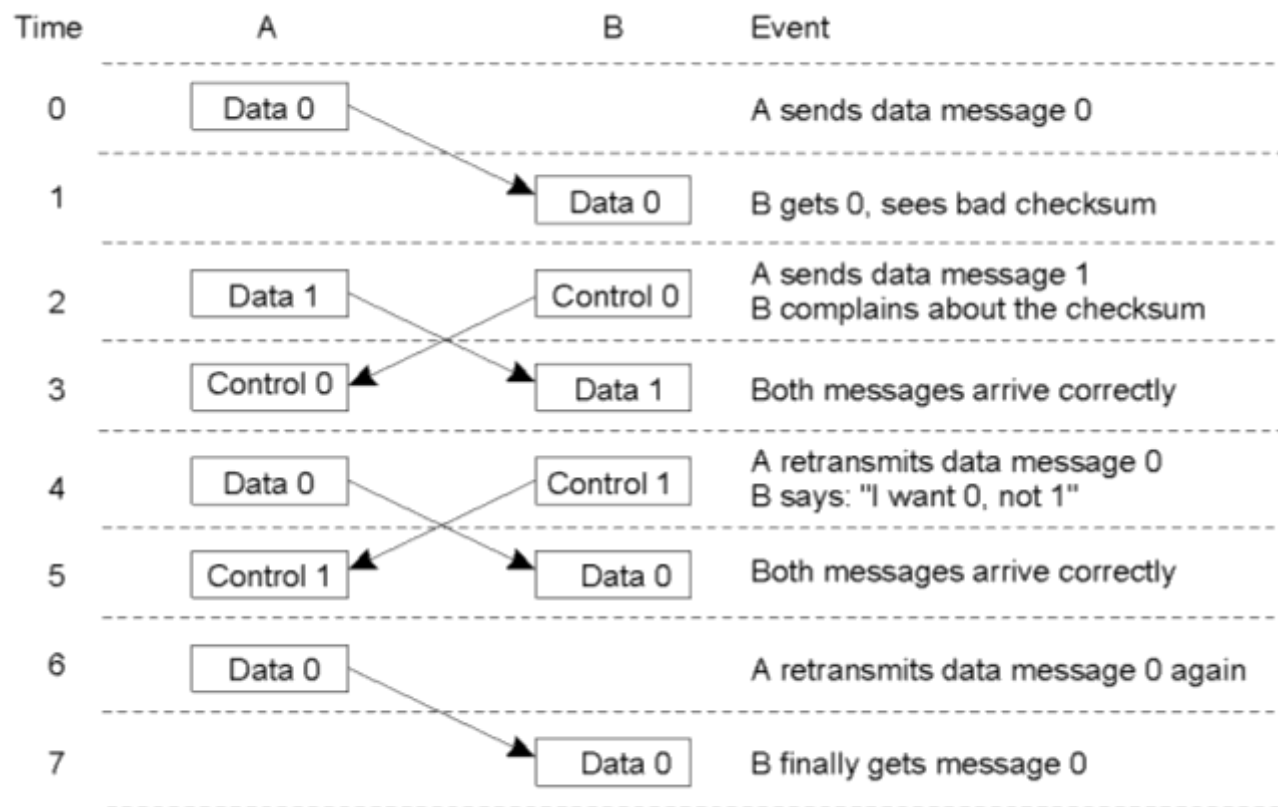 Time A B Event
0 Data 0 A sends data message 0
1 Data 0 B gets 0, sees bad checksum
2 Data 1 Control 0 A sends data message 1
B complains about the checksum
3 Control 0 Data 1 Both messages arrive correctly
4 Data 0 Control 1 A retransmits data message 0
B says: "I want 0, not 1"
5 Control 1 Data 0 Both messages arrive correctly
6 Data 0 A retransmits data message 0 again
7 Data 0 B finally gets message 0